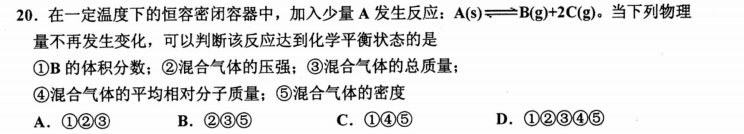 20．在一定温度下的恒容密闭容器中，加入少量 A 发生反应：A(s)⇌B(g)+2C(g)。当下列物理
量不再发生变化，可以判断该反应达到化学平衡状态的是
①B 的体积分数；②混合气体的压强；③混合气体的总质量；
④混合气体的平均相对分子质量；⑤混合气体的密度
A．①②③ B．②③⑤ C．①④⑤ D．①②③④⑤